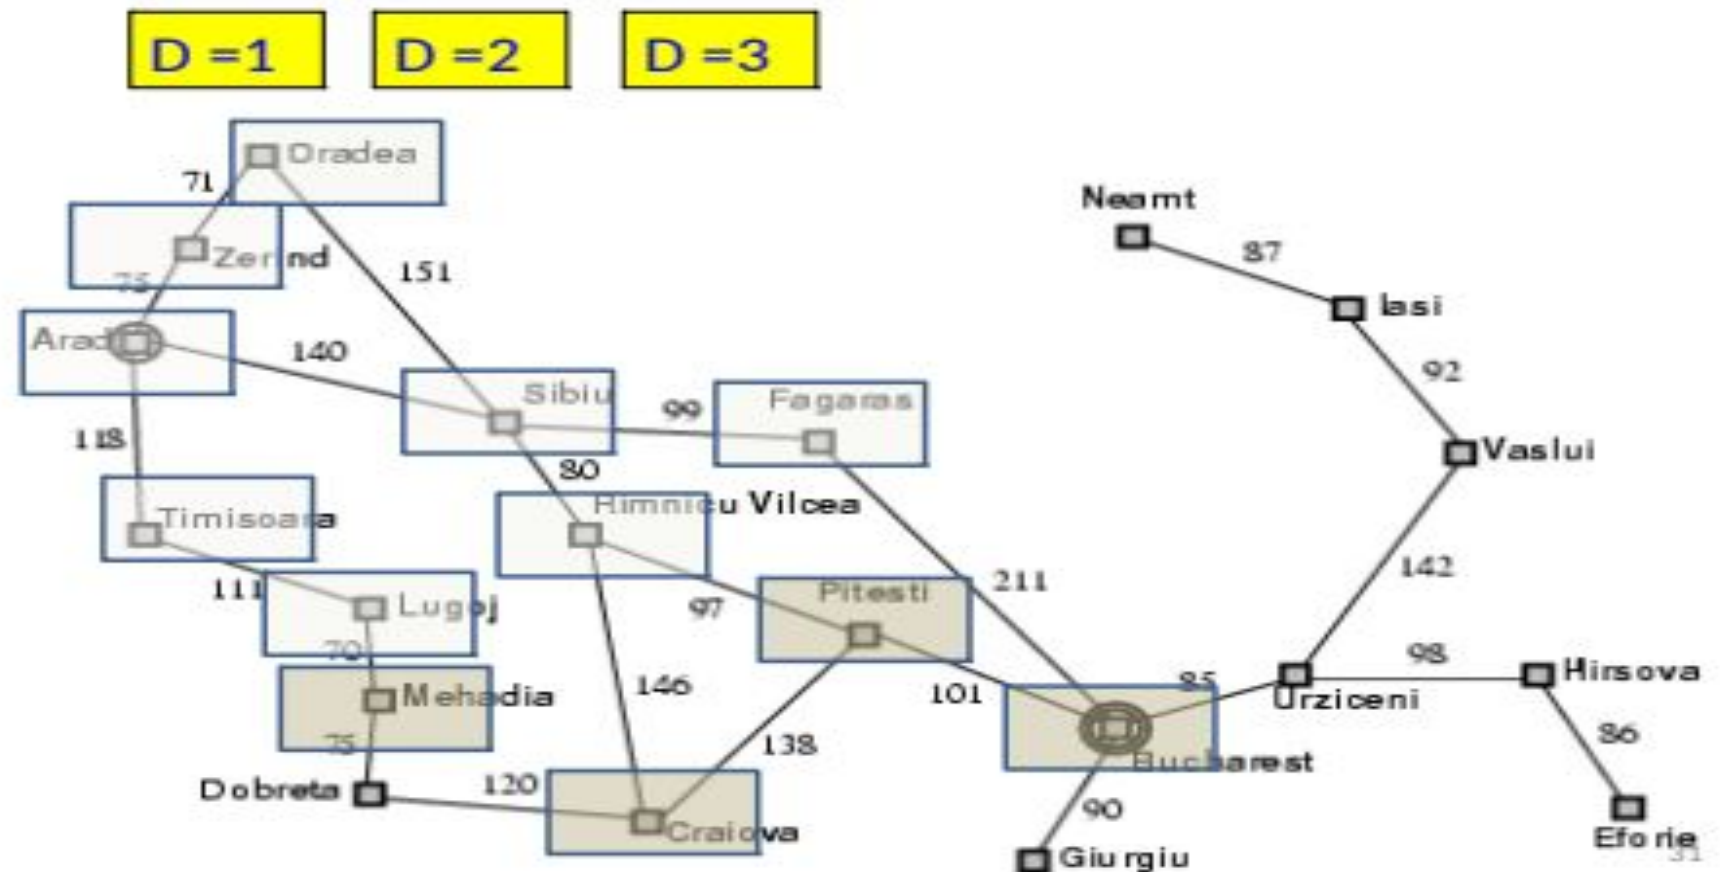 D =1 D =2 D =3
Oradea
71
Neamt
Zerind
87
75
151
Iasi
Arad
140
92
Sibiu
99
Fagaras
118
80
Vaslui
Rimnicu Vilcea
Timisoara
142
111
211
Lugoj
97
Pitesti
70
98
Hirsova
Mehadia
146
101
85
Urziceni
75
138
86
Bucharest
Dobreta
120
90
Craiova
Eforie
Giurgiu
31